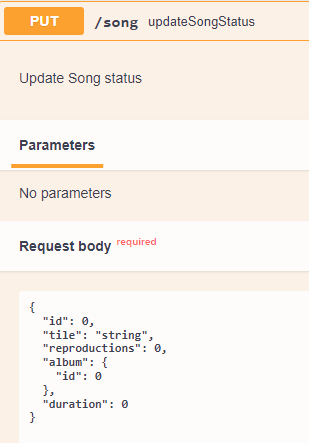 PUT /song updateSongStatus
Update Song status
Parameters
No parameters
Request body required
{
  "id": 0,
  "tile": "string",
  "reproductions": 0,
  "album": {
    "id": 0
  },
  "duration": 0
}